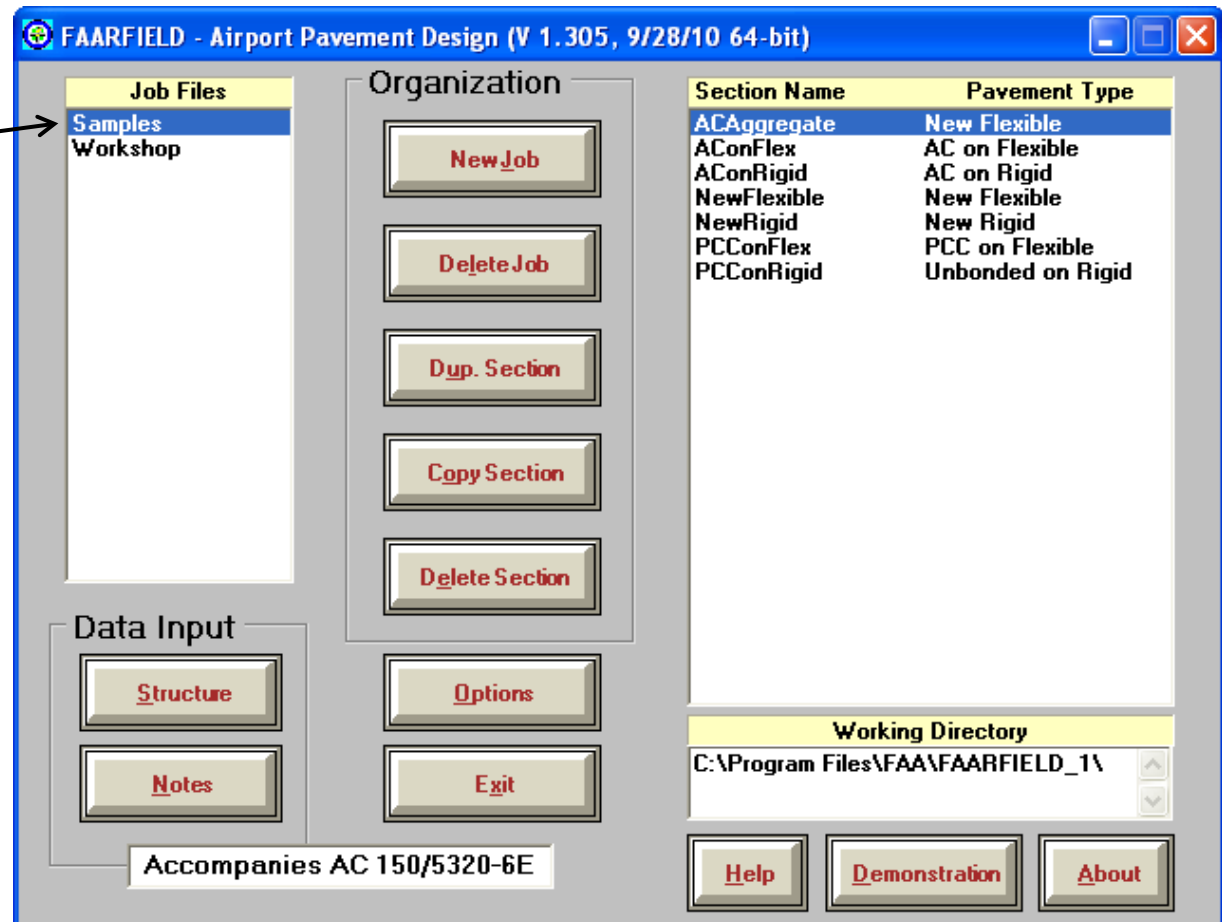 FAARFIELD - Airport Pavement Design (V 1.305, 9/28/10 64-bit)
Job Files
Samples
Workshop
Organization
New Job
Delete Job
Dup. Section
Copy Section
Delete Section
Data Input
Structure
Notes
Options
Exit
Accompanies AC 150/5320-6E
Section Name Pavement Type
ACAggregate New Flexible
AConFlex AC on Flexible
AConRigid AC on Rigid
NewFlexible New Flexible
NewRigid New Rigid
PCConFlex PCC on Flexible
PCConRigid Unbonded on Rigid
Working Directory
C:\Program Files\FAA\FAARFIELD_1\
Help
Demonstration
About